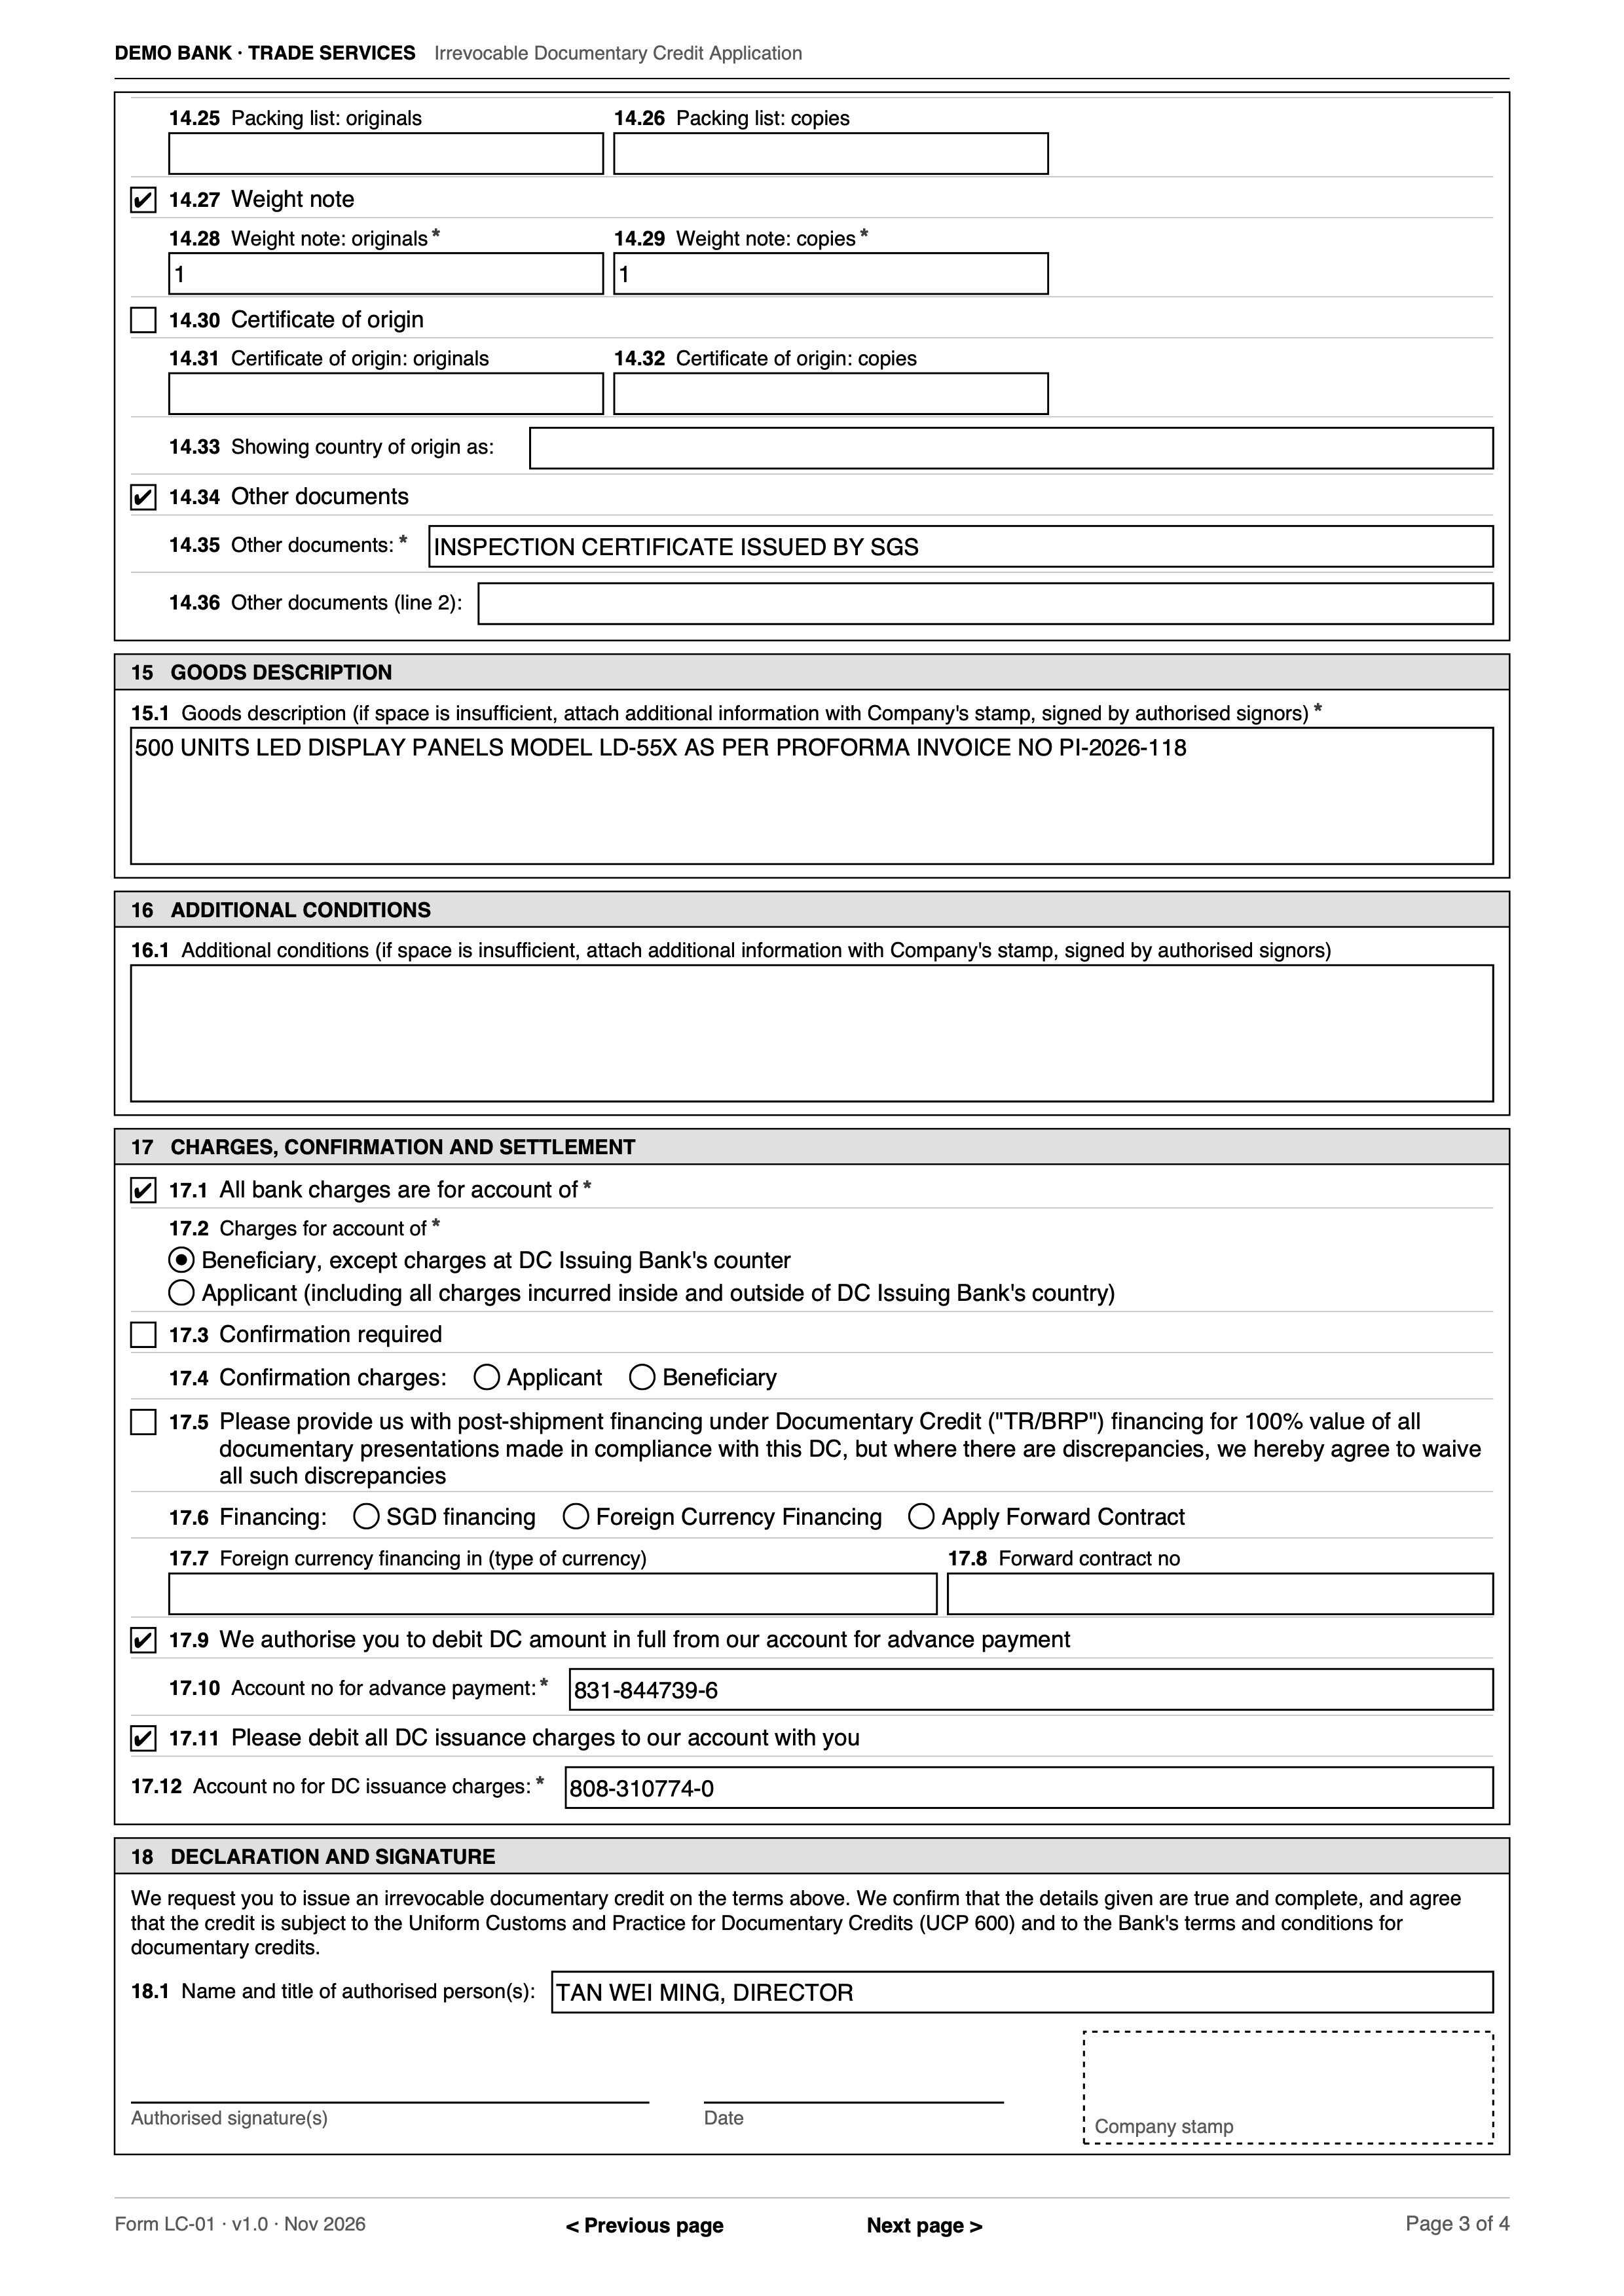 DEMO BANK · TRADE SERVICES Irrevocable Documentary Credit Application
14.25 Packing list: originals 14.26 Packing list: copies
✔ 14.27 Weight note
14.28 Weight note: originals * 14.29 Weight note: copies *
1 1
14.30 Certificate of origin
14.31 Certificate of origin: originals 14.32 Certificate of origin: copies
14.33 Showing country of origin as:
✔ 14.34 Other documents
14.35 Other documents: * INSPECTION CERTIFICATE ISSUED BY SGS
14.36 Other documents (line 2):
15 GOODS DESCRIPTION
15.1 Goods description (if space is insufficient, attach additional information with Company's stamp, signed by authorised signors) *
500 UNITS LED DISPLAY PANELS MODEL LD-55X AS PER PROFORMA INVOICE NO PI-2026-118
16 ADDITIONAL CONDITIONS
16.1 Additional conditions (if space is insufficient, attach additional information with Company's stamp, signed by authorised signors)
17 CHARGES, CONFIRMATION AND SETTLEMENT
✔ 17.1 All bank charges are for account of *
17.2 Charges for account of *
Beneficiary, except charges at DC Issuing Bank's counter
Applicant (including all charges incurred inside and outside of DC Issuing Bank's country)
17.3 Confirmation required
17.4 Confirmation charges: Applicant Beneficiary
17.5 Please provide us with post-shipment financing under Documentary Credit ("TR/BRP") financing for 100% value of all
documentary presentations made in compliance with this DC, but where there are discrepancies, we hereby agree to waive
all such discrepancies
17.6 Financing: SGD financing Foreign Currency Financing Apply Forward Contract
17.7 Foreign currency financing in (type of currency) 17.8 Forward contract no
✔ 17.9 We authorise you to debit DC amount in full from our account for advance payment
17.10 Account no for advance payment: * 831-844739-6
✔ 17.11 Please debit all DC issuance charges to our account with you
17.12 Account no for DC issuance charges: * 808-310774-0
18 DECLARATION AND SIGNATURE
We request you to issue an irrevocable documentary credit on the terms above. We confirm that the details given are true and complete, and agree
that the credit is subject to the Uniform Customs and Practice for Documentary Credits (UCP 600) and to the Bank's terms and conditions for
documentary credits.
18.1 Name and title of authorised person(s): TAN WEI MING, DIRECTOR
Authorised signature(s) Date Company stamp
Form LC-01 · v1.0 · Nov 2026 < Previous page Next page > Page 3 of 4